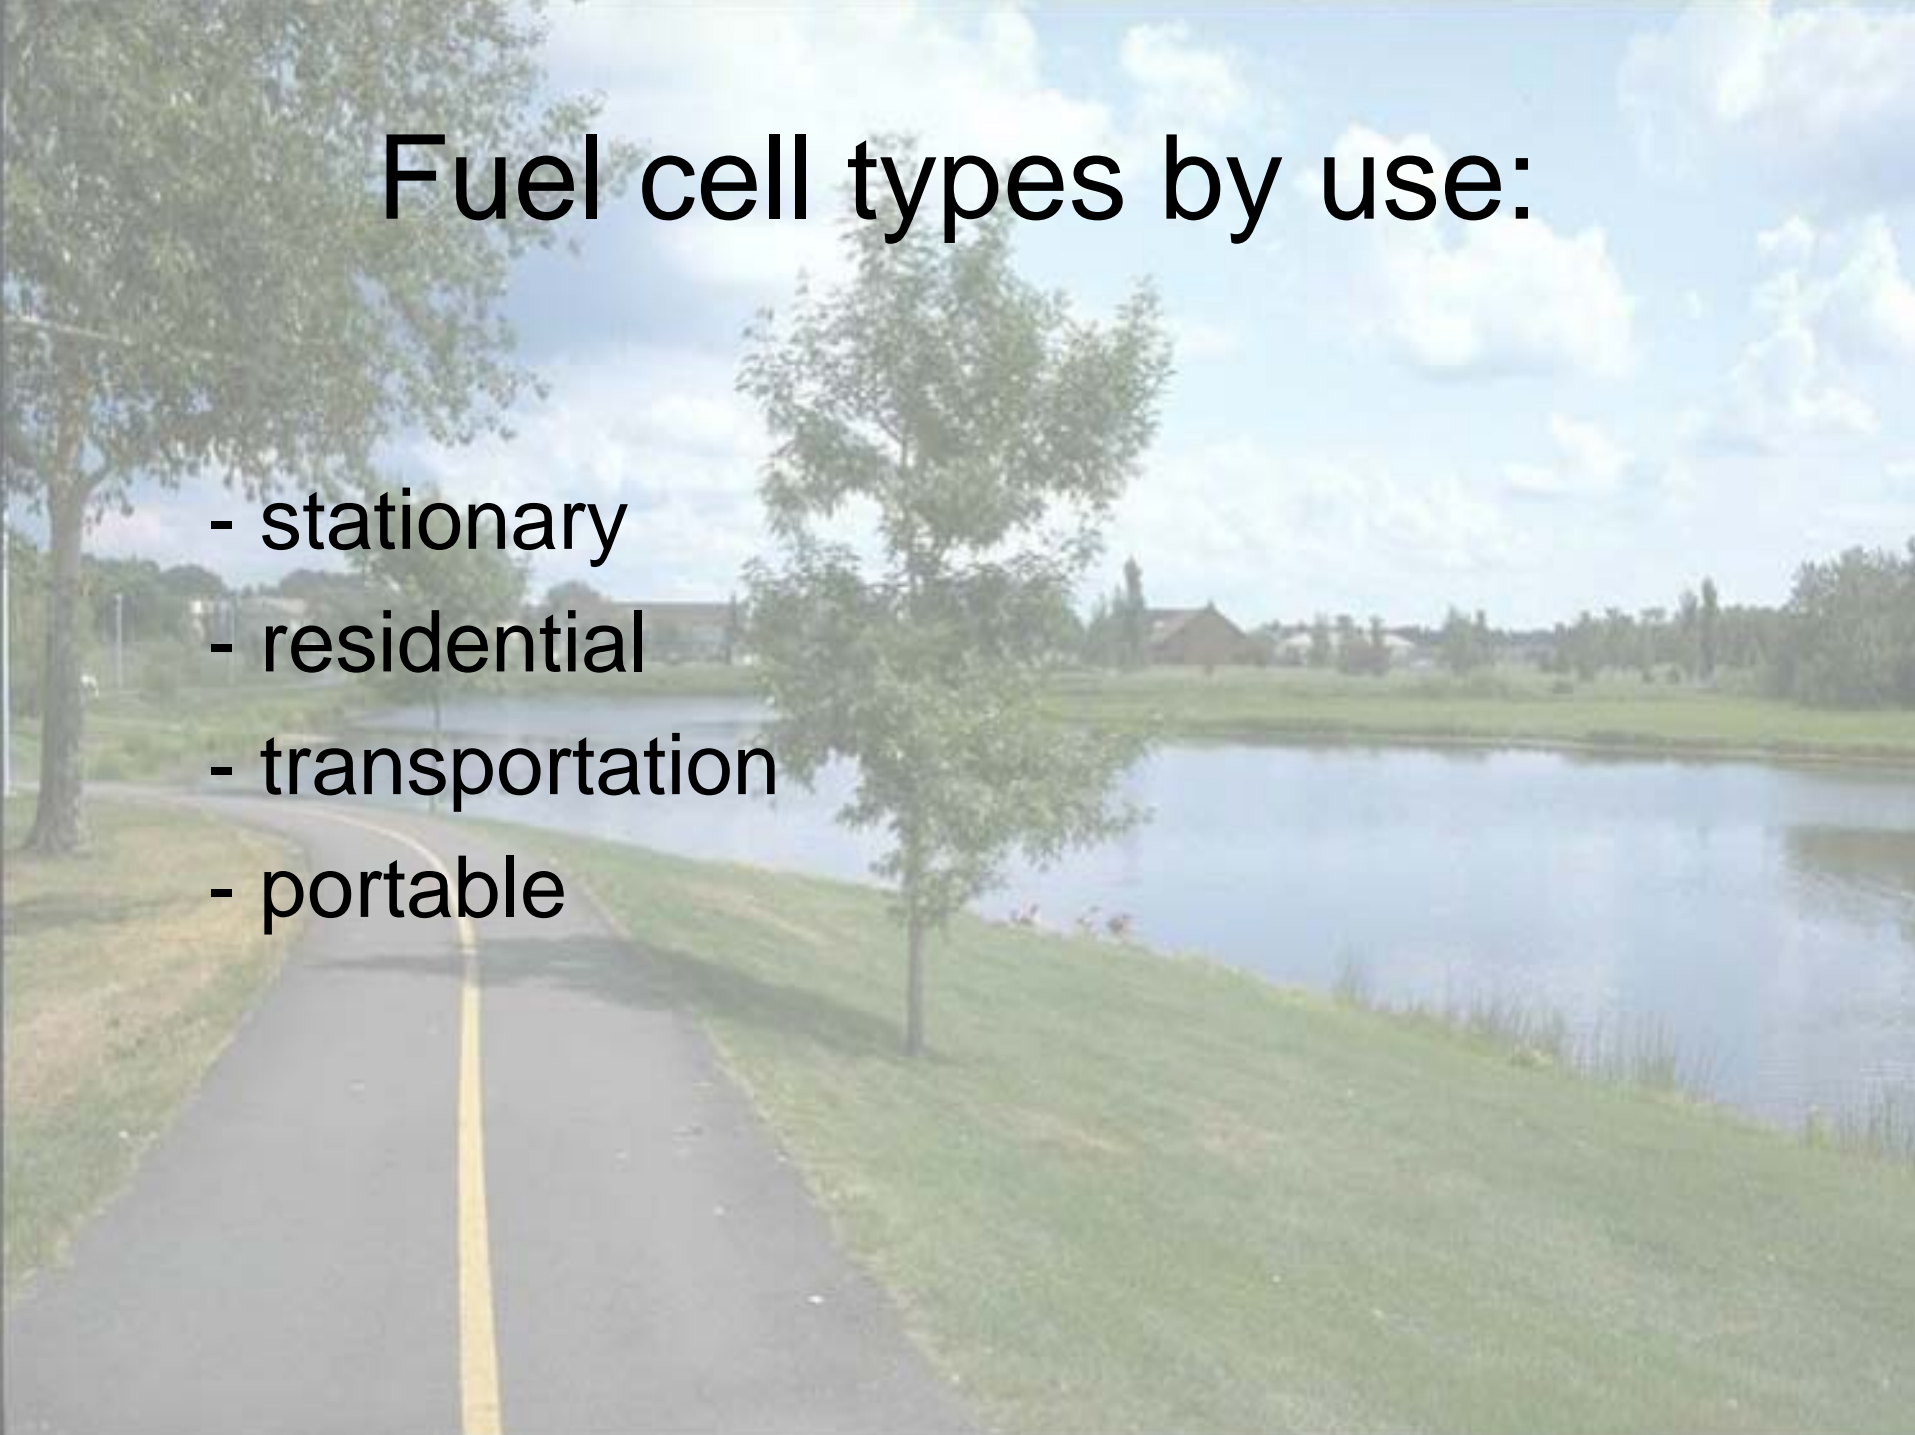 Fuel cell types by use:
- stationary
- residential
- transportation
- portable